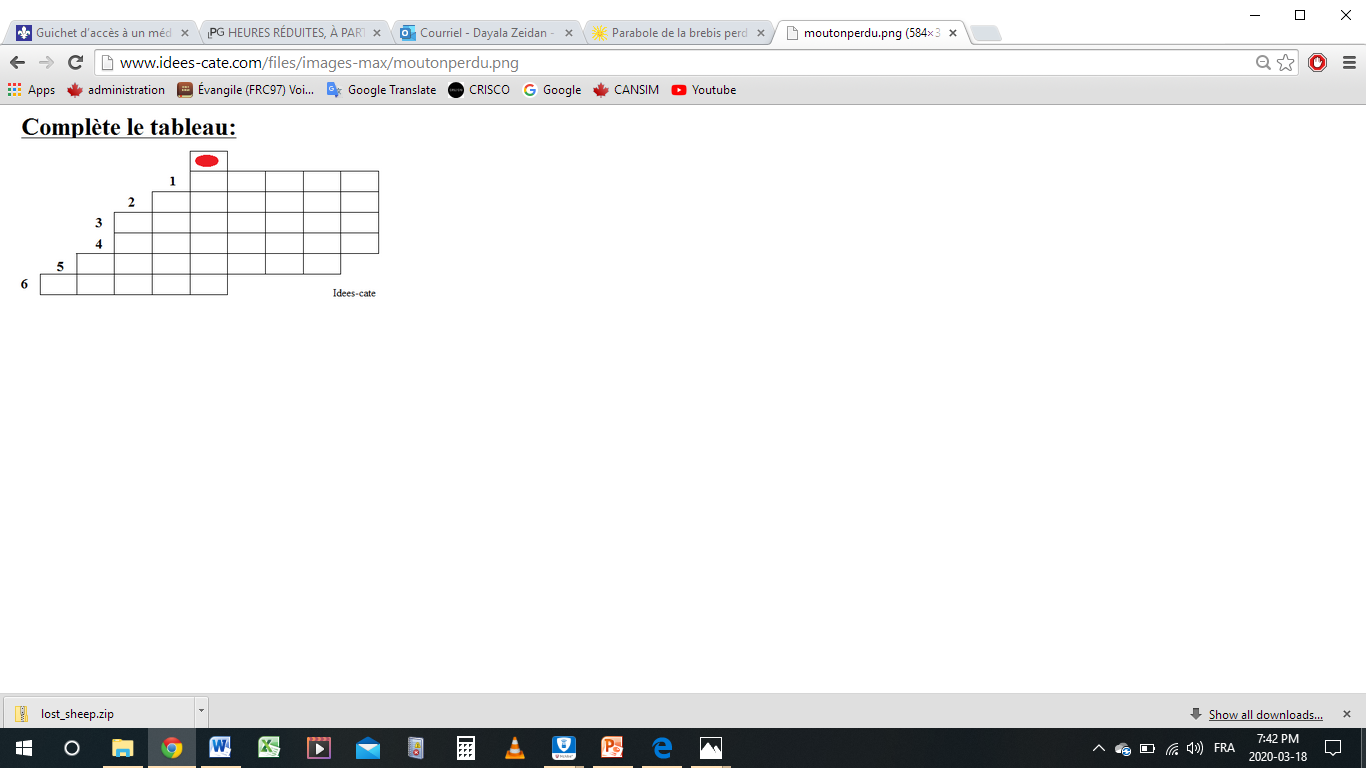 Guichet d'accès à un méd
PG HEURES RÉDUITES, À PART
Courriel - Dayala Zeidan -
Parabole de la brebis perd
moutonperdu.png (584×3
www.idees-cate.com/files/images-max/moutonperdu.png
Apps administration Évangile (FRC97) Voi... Google Translate CRISCO Google CANSIM Youtube
Complète le tableau:
1
2
3
4
5
6
Idees-cate
lost_sheep.zip
Show all downloads...
FRA
7:42 PM
2020-03-18